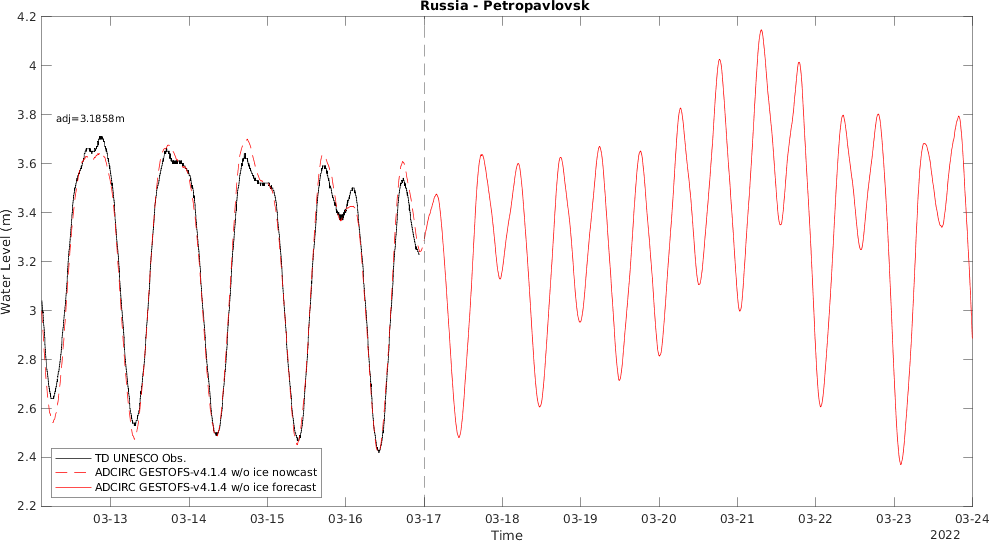 Russia - Petropavlovsk
4.2
4
3.8
3.6
3.4
3.2
3
2.8
2.6
2.4
2.2
Water Level (m)
adj=3.1858m
TD UNESCO Obs.
ADCIRC GESTOFS-v4.1.4 w/o ice nowcast
ADCIRC GESTOFS-v4.1.4 w/o ice forecast
03-13 03-14 03-15 03-16 03-17 03-18 03-19 03-20 03-21 03-22 03-23 03-24
Time
2022